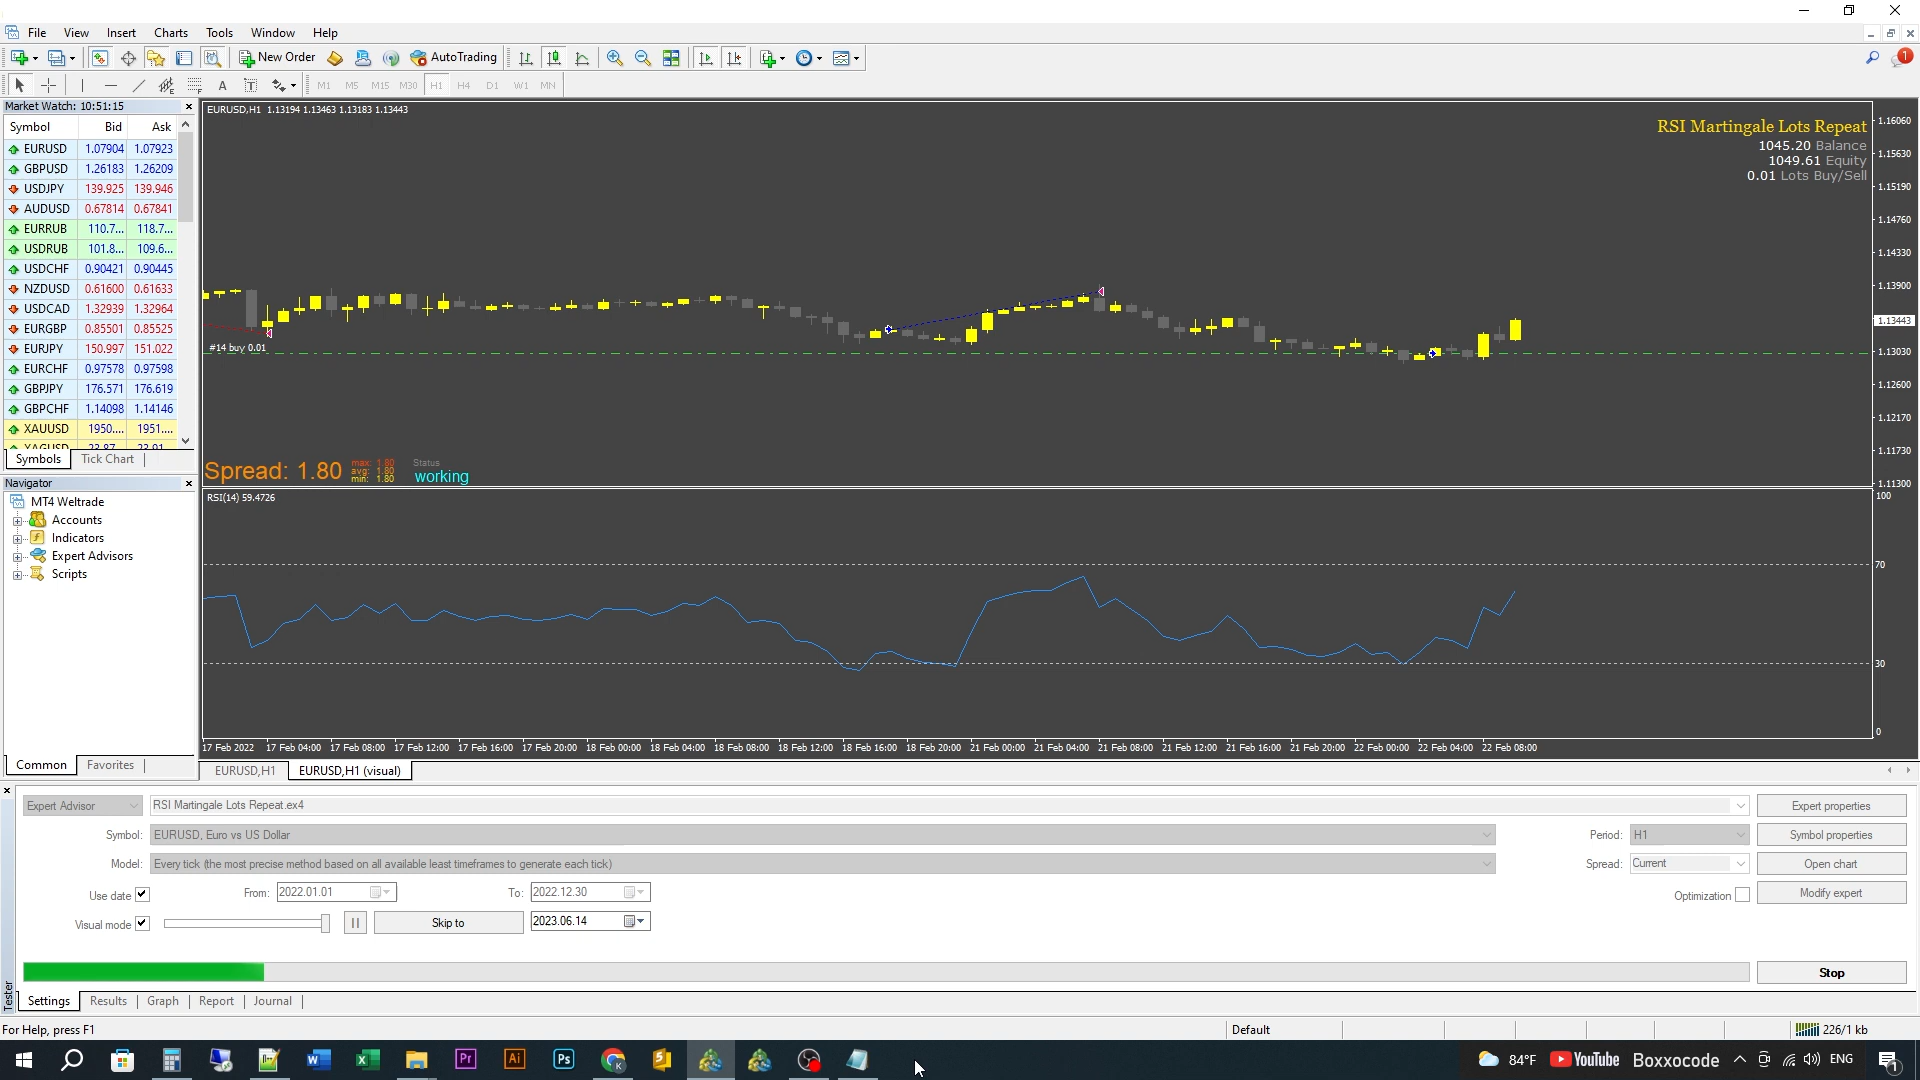 File View Insert Charts Tools Window Help
New Order AutoTrading
A T M1 M5 M15 M30 H1 H4 D1 W1 MN
Market Watch: 10:51:15
Symbol Bid Ask
EURUSD 1.07904 1.07923
GBPUSD 1.26183 1.26209
USDJPY 139.925 139.946
AUDUSD 0.67814 0.67841
EURRUB 110.7... 118.7...
USDRUB 101.8... 109.6...
USDCHF 0.90421 0.90445
NZDUSD 0.61600 0.61633
USDCAD 1.32939 1.32964
EURGBP 0.85501 0.85525
EURJPY 150.997 151.022
EURCHF 0.97578 0.97598
GBPJPY 176.571 176.619
GBPCHF 1.14098 1.14146
XAUUSD 1950.... 1951....
Symbols Tick Chart
Navigator
MT4 Weltrade
Accounts
Indicators
Expert Advisors
Scripts
Common Favorites
EURUSD,H1 1.13194 1.13463 1.13183 1.13443
RSI Martingale Lots Repeat
1045.20 Balance
1049.61 Equity
0.01 Lots Buy/Sell
1.16060
1.15630
1.15190
1.14760
1.14330
1.13900
1.13443
1.13030
1.12600
1.12170
1.11730
1.11300
#14 buy 0.01
Spread: 1.80
max: 1.80
avg: 1.80
min: 1.80
Status
working
RSI(14) 59.4726
100
70
30
0
17 Feb 2022 17 Feb 04:00 17 Feb 08:00 17 Feb 12:00 17 Feb 16:00 17 Feb 20:00 18 Feb 00:00 18 Feb 04:00 18 Feb 08:00 18 Feb 12:00 18 Feb 16:00 18 Feb 20:00 21 Feb 00:00 21 Feb 04:00 21 Feb 08:00 21 Feb 12:00 21 Feb 16:00 21 Feb 20:00 22 Feb 00:00 22 Feb 04:00 22 Feb 08:00
EURUSD,H1 EURUSD,H1 (visual)
Expert Advisor RSI Martingale Lots Repeat.ex4 Expert properties
Symbol: EURUSD, Euro vs US Dollar Period: H1 Symbol properties
Model: Every tick (the most precise method based on all available least timeframes to generate each tick) Spread: Current Open chart
Use date From: 2022.01.01 To: 2022.12.30 Optimization Modify expert
Visual mode Skip to 2023.06.14
Stop
Tester
Settings Results Graph Report Journal
For Help, press F1 Default 226/1 kb
84°F YouTube Boxxocode ENG